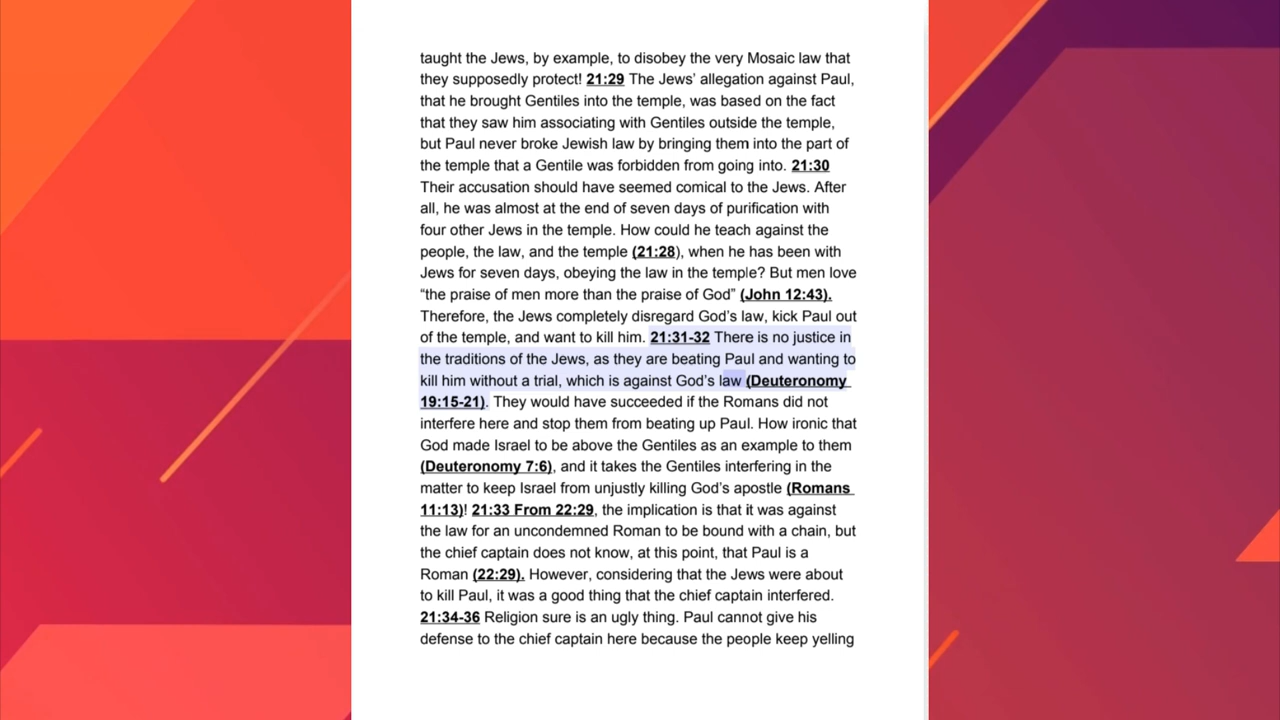 taught the Jews, by example, to disobey the very Mosaic law that
they supposedly protect! 21:29 The Jews’ allegation against Paul,
that he brought Gentiles into the temple, was based on the fact
that they saw him associating with Gentiles outside the temple,
but Paul never broke Jewish law by bringing them into the part of
the temple that a Gentile was forbidden from going into. 21:30
Their accusation should have seemed comical to the Jews. After
all, he was almost at the end of seven days of purification with
four other Jews in the temple. How could he teach against the
people, the law, and the temple (21:28), when he has been with
Jews for seven days, obeying the law in the temple? But men love
“the praise of men more than the praise of God” (John 12:43).
Therefore, the Jews completely disregard God’s law, kick Paul out
of the temple, and want to kill him. 21:31-32 There is no justice in
the traditions of the Jews, as they are beating Paul and wanting to
kill him without a trial, which is against God’s law (Deuteronomy
19:15-21). They would have succeeded if the Romans did not
interfere here and stop them from beating up Paul. How ironic that
God made Israel to be above the Gentiles as an example to them
(Deuteronomy 7:6), and it takes the Gentiles interfering in the
matter to keep Israel from unjustly killing God’s apostle (Romans
11:13)! 21:33 From 22:29, the implication is that it was against
the law for an uncondemned Roman to be bound with a chain, but
the chief captain does not know, at this point, that Paul is a
Roman (22:29). However, considering that the Jews were about
to kill Paul, it was a good thing that the chief captain interfered.
21:34-36 Religion sure is an ugly thing. Paul cannot give his
defense to the chief captain here because the people keep yelling